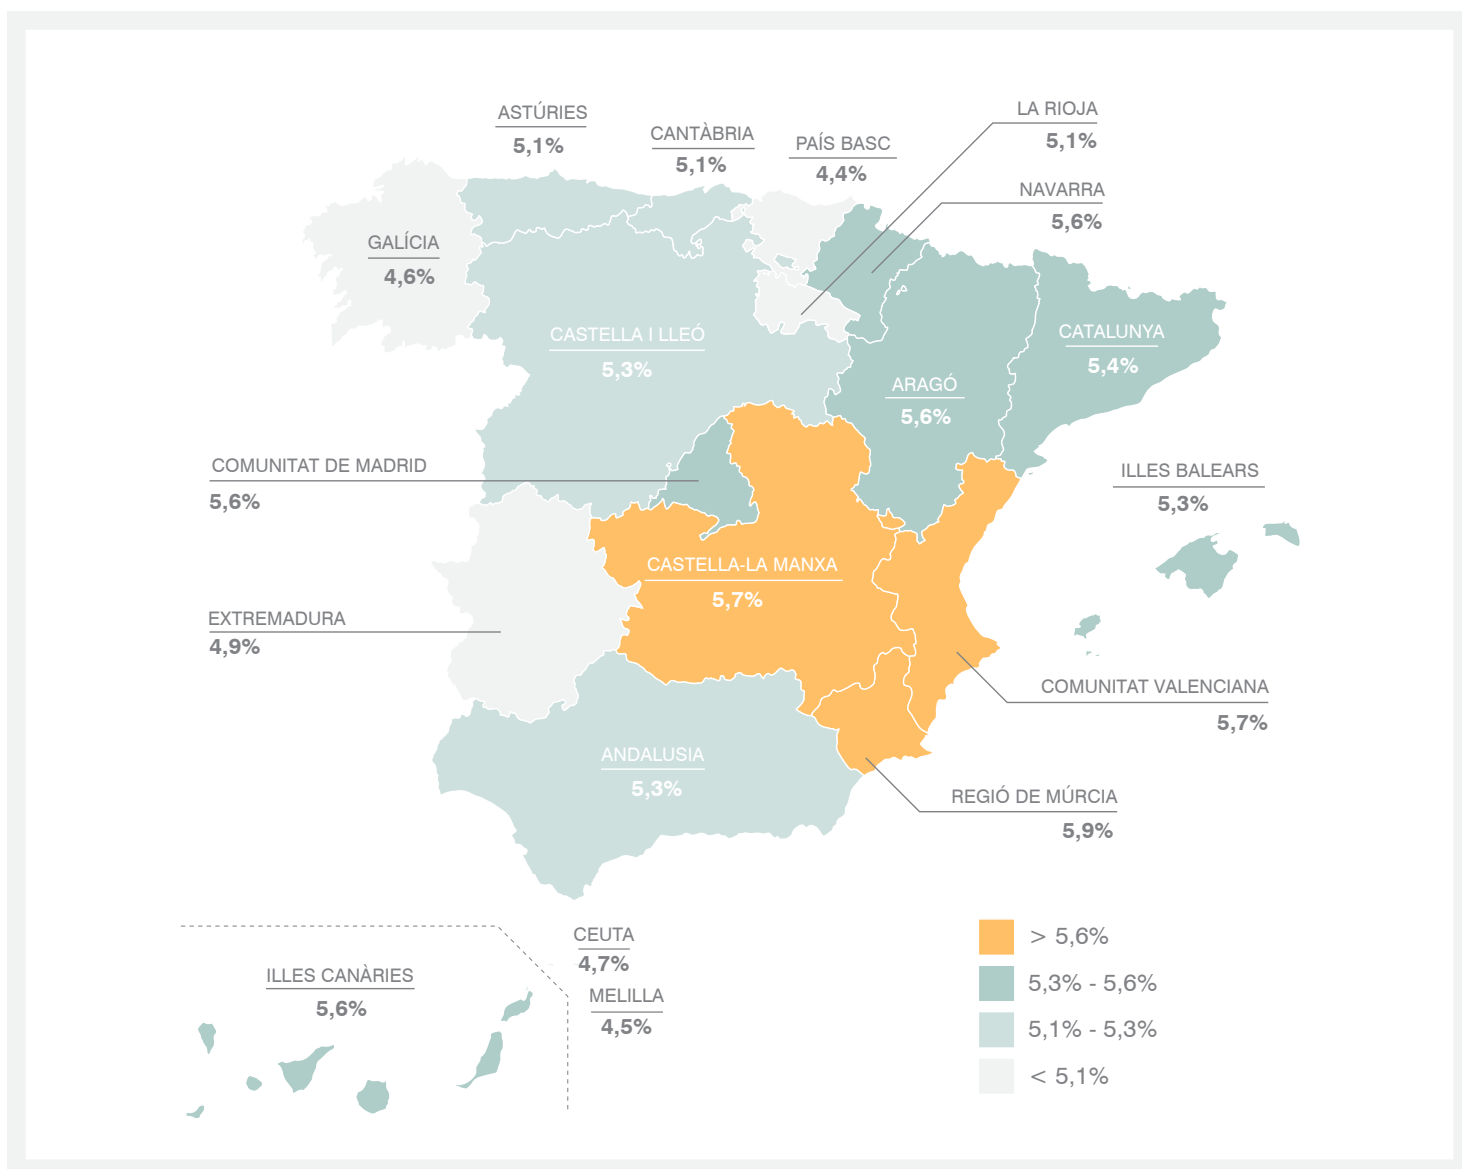 ASTÚRIES
5,1%
CANTÀBRIA
5,1%
PAÍS BASC
4,4%
LA RIOJA
5,1%
NAVARRA
5,6%
GALÍCIA
4,6%
CASTELLA I LLEÓ
5,3%
CATALUNYA
5,4%
ARAGÓ
5,6%
COMUNITAT DE MADRID
5,6%
ILLES BALEARS
5,3%
CASTELLA-LA MANXA
5,7%
EXTREMADURA
4,9%
COMUNITAT VALENCIANA
5,7%
ANDALUSIA
5,3%
REGIÓ DE MÚRCIA
5,9%
CEUTA
4,7%
MELILLA
4,5%
ILLES CANÀRIES
5,6%
> 5,6%
5,3% - 5,6%
5,1% - 5,3%
< 5,1%